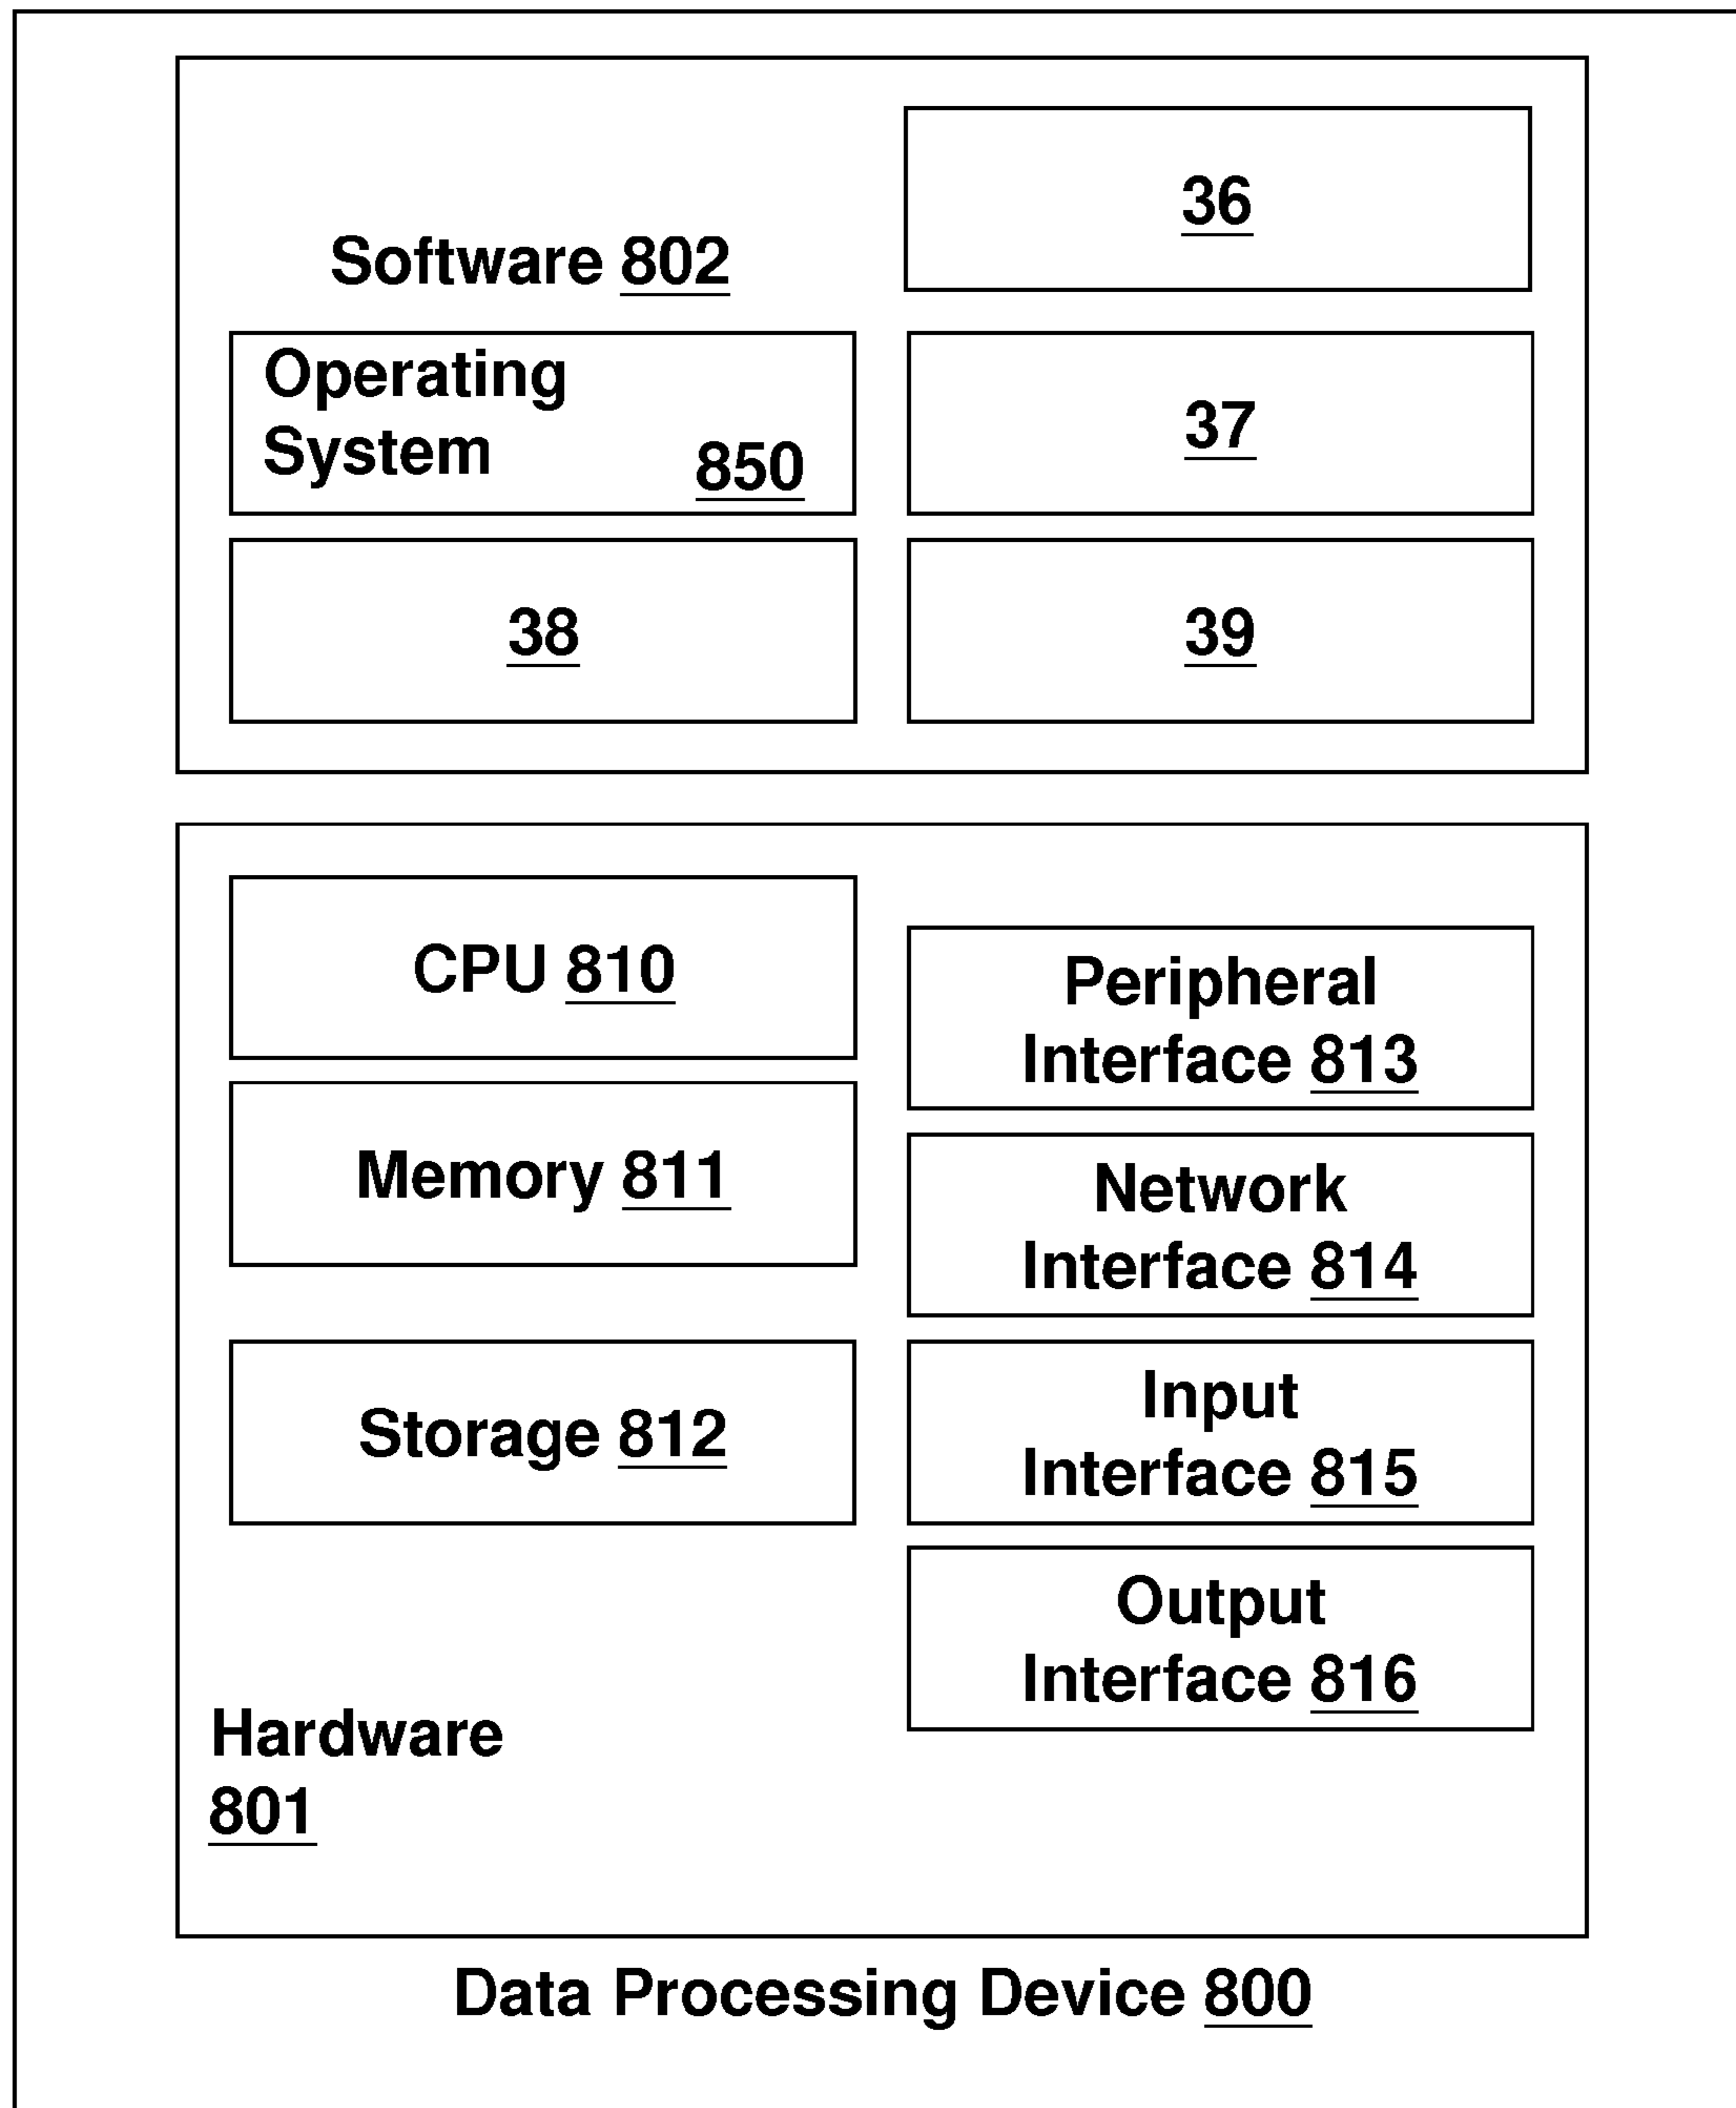 36
Software 802
Operating
System 850
37
38
39
CPU 810
Peripheral
Interface 813
Memory 811
Network
Interface 814
Storage 812
Input
Interface 815
Output
Interface 816
Hardware
801
Data Processing Device 800